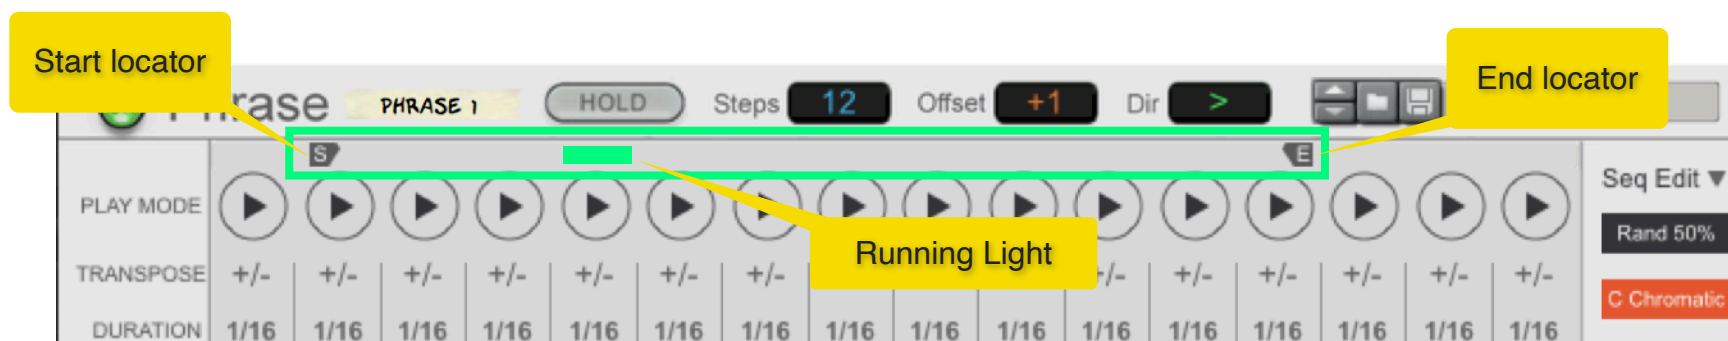 Start locator
End locator
Phrase PHRASE 1 HOLD Steps 12 Offset +1 Dir >
S E
Seq Edit ▼
PLAY MODE
Rand 50%
Running Light
TRANSPOSE +/- +/- +/- +/- +/- +/- +/- +/- +/- +/- +/- +/- +/-
C Chromatic
DURATION 1/16 1/16 1/16 1/16 1/16 1/16 1/16 1/16 1/16 1/16 1/16 1/16 1/16 1/16 1/16 1/16